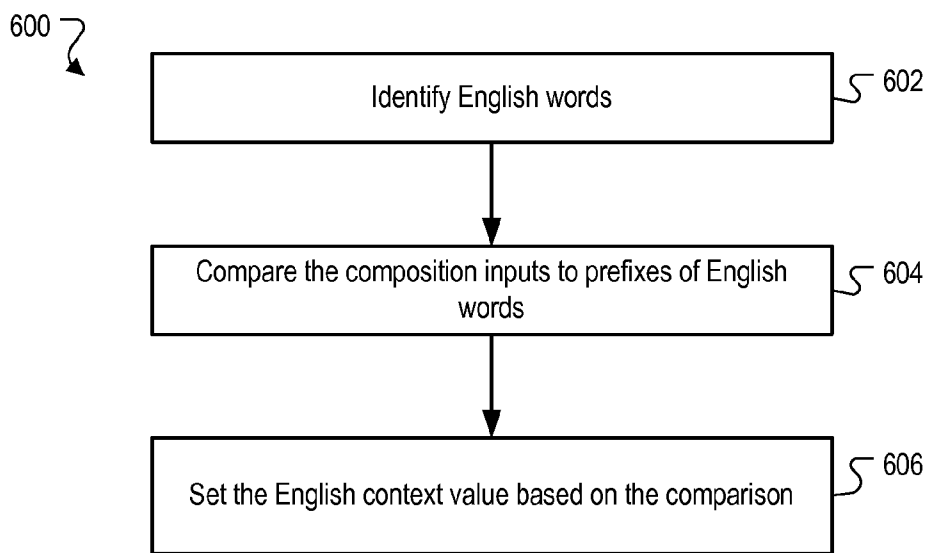 600
Identify English words
602
Compare the composition inputs to prefixes of English
words
604
Set the English context value based on the comparison
606